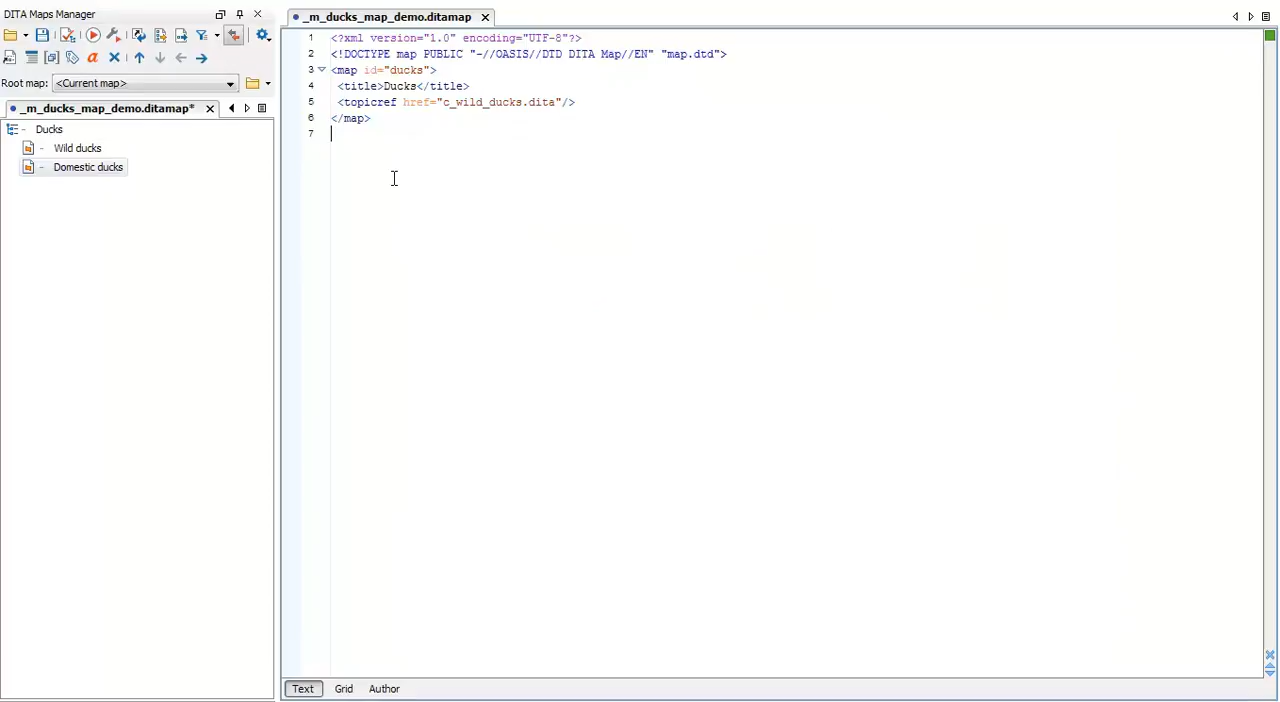 DITA Maps Manager
Root map: <Current map>
_m_ducks_map_demo.ditamap*
Ducks
Wild ducks
Domestic ducks
_m_ducks_map_demo.ditamap
1 <?xml version="1.0" encoding="UTF-8"?>
2 <!DOCTYPE map PUBLIC "-//OASIS//DTD DITA Map//EN" "map.dtd">
3 <map id="ducks">
4 <title>Ducks</title>
5 <topicref href="c_wild_ducks.dita"/>
6 </map>
7
Text Grid Author